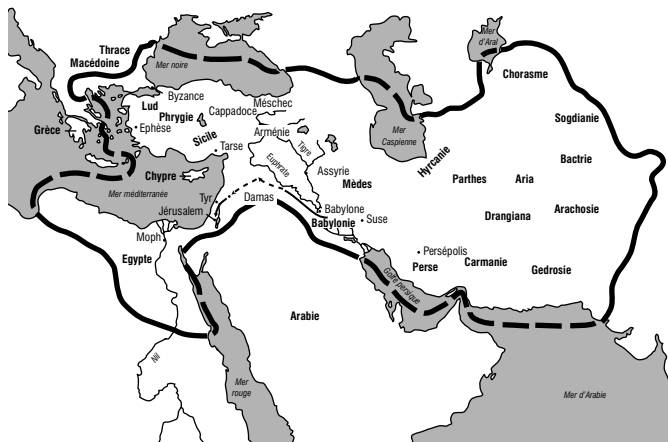 Mer
d'Aral
Thrace
Macédoine
Mer noire
Chorasme
Byzance
Lud
Phrygie
Cappadoce
Méschec
Sogdianie
Grèce
Ephèse
Sicile
Tarse
Arménie
Tigre
Euphrate
Assyrie
Mèdes
Mer
Caspienne
Hyrcanie
Bactrie
Parthes
Aria
Chypre
Mer méditerranée
Tyr
Jérusalem
Damas
Babylone
Babylonie
Suse
Drangiana
Arachosie
Moph
Egypte
Persépolis
Perse
Carmanie
Gedrosie
Golfe persique
Arabie
Nil
Mer
rouge
Mer d'Arabie